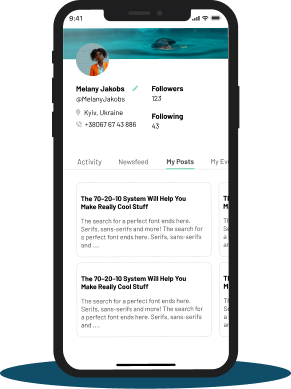 9:41
Melany Jakobs
@MelanyJakobs
Kyiv, Ukraine
+38067 67 43 886
Followers
123
Following
43
Activity Newsfeed My Posts My Eve
The 70-20-10 System Will Help You
Make Really Cool Stuff
The search for a perfect font ends here.
Serifs, sans-serifs and more! The search for
a perfect font ends here. Serifs, sans-serifs
and ....
The 70-20-10 System Will Help You
Make Really Cool Stuff
The search for a perfect font ends here.
Serifs, sans-serifs and more! The search for
a perfect font ends here. Serifs, sans-serifs
and ....